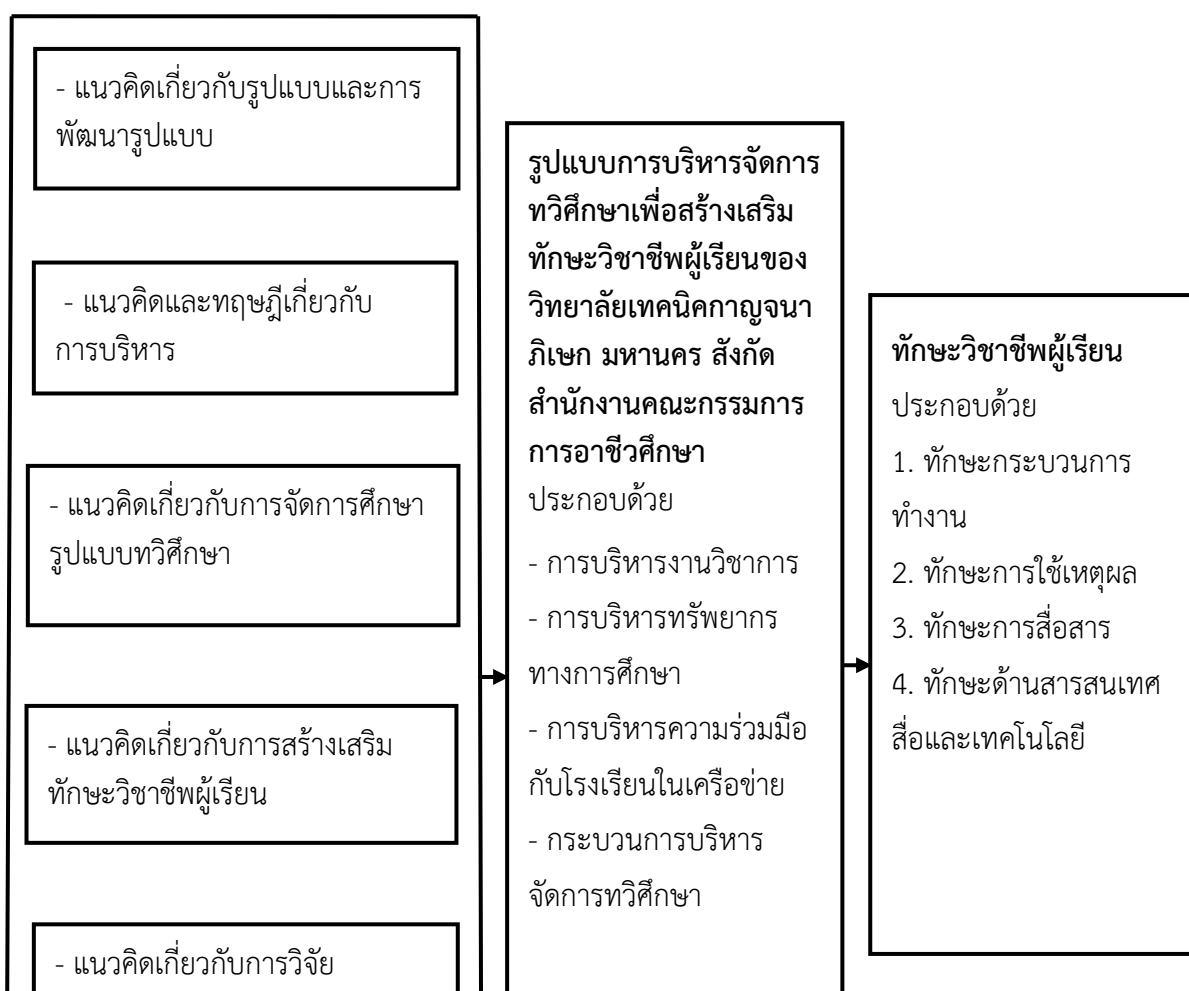 - แนวคิดเกี่ยวกับรูปแบบและการ
พัฒนารูปแบบ
- แนวคิดและทฤษฎีเกี่ยวกับ
การบริหาร
- แนวคิดเกี่ยวกับการจัดการศึกษา
รูปแบบทวิศึกษา
- แนวคิดเกี่ยวกับการสร้างเสริม
ทักษะวิชาชีพผู้เรียน
- แนวคิดเกี่ยวกับการวิจัย
รูปแบบการบริหารจัดการ
ทวิศึกษาเพื่อสร้างเสริม
ทักษะวิชาชีพผู้เรียนของ
วิทยาลัยเทคนิคกาญจนา
ภิเษก มหานคร สังกัด
สำนักงานคณะกรรมการ
การอาชีวศึกษา
ประกอบด้วย
- การบริหารงานวิชาการ
- การบริหารทรัพยากร
ทางการศึกษา
- การบริหารความร่วมมือ
กับโรงเรียนในเครือข่าย
- กระบวนการบริหาร
จัดการทวิศึกษา
ทักษะวิชาชีพผู้เรียน
ประกอบด้วย
1. ทักษะกระบวนการ
ทำงาน
2. ทักษะการใช้เหตุผล
3. ทักษะการสื่อสาร
4. ทักษะด้านสารสนเทศ
สื่อและเทคโนโลยี